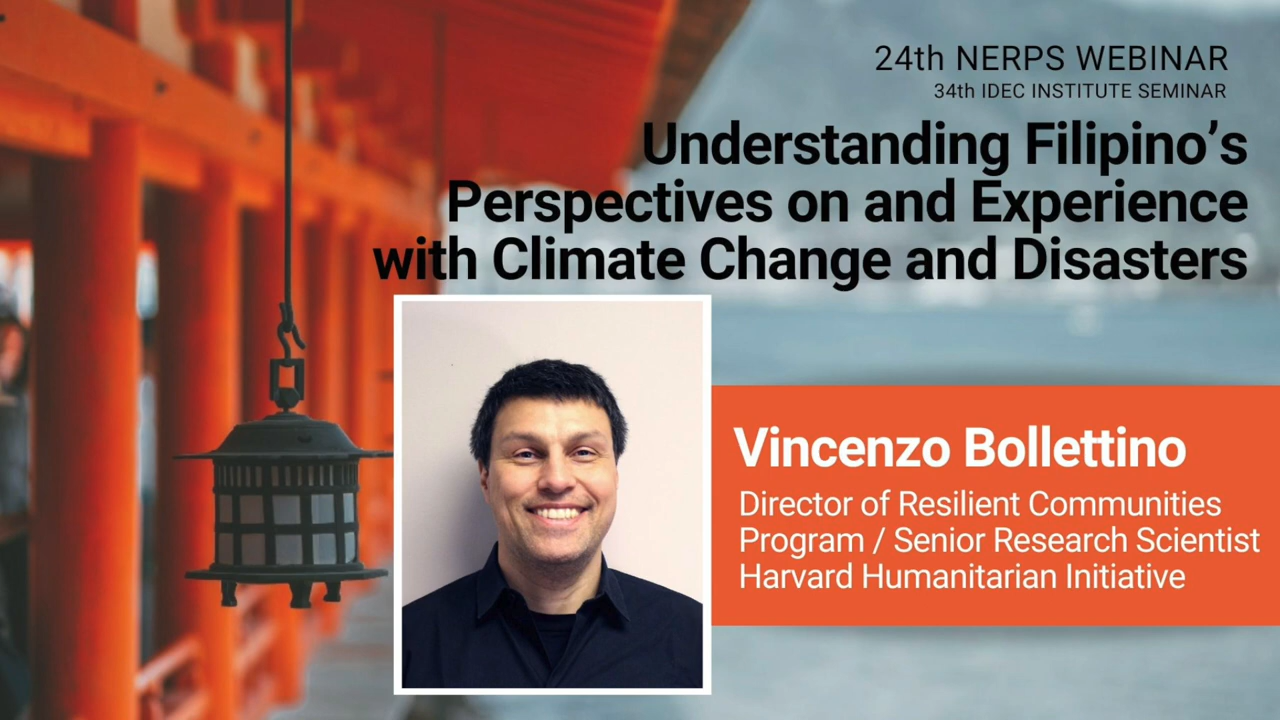 24th NERPS WEBINAR
34th IDEC INSTITUTE SEMINAR
Understanding Filipino’s
Perspectives on and Experience
with Climate Change and Disasters
Vincenzo Bollettino
Director of Resilient Communities
Program / Senior Research Scientist
Harvard Humanitarian Initiative